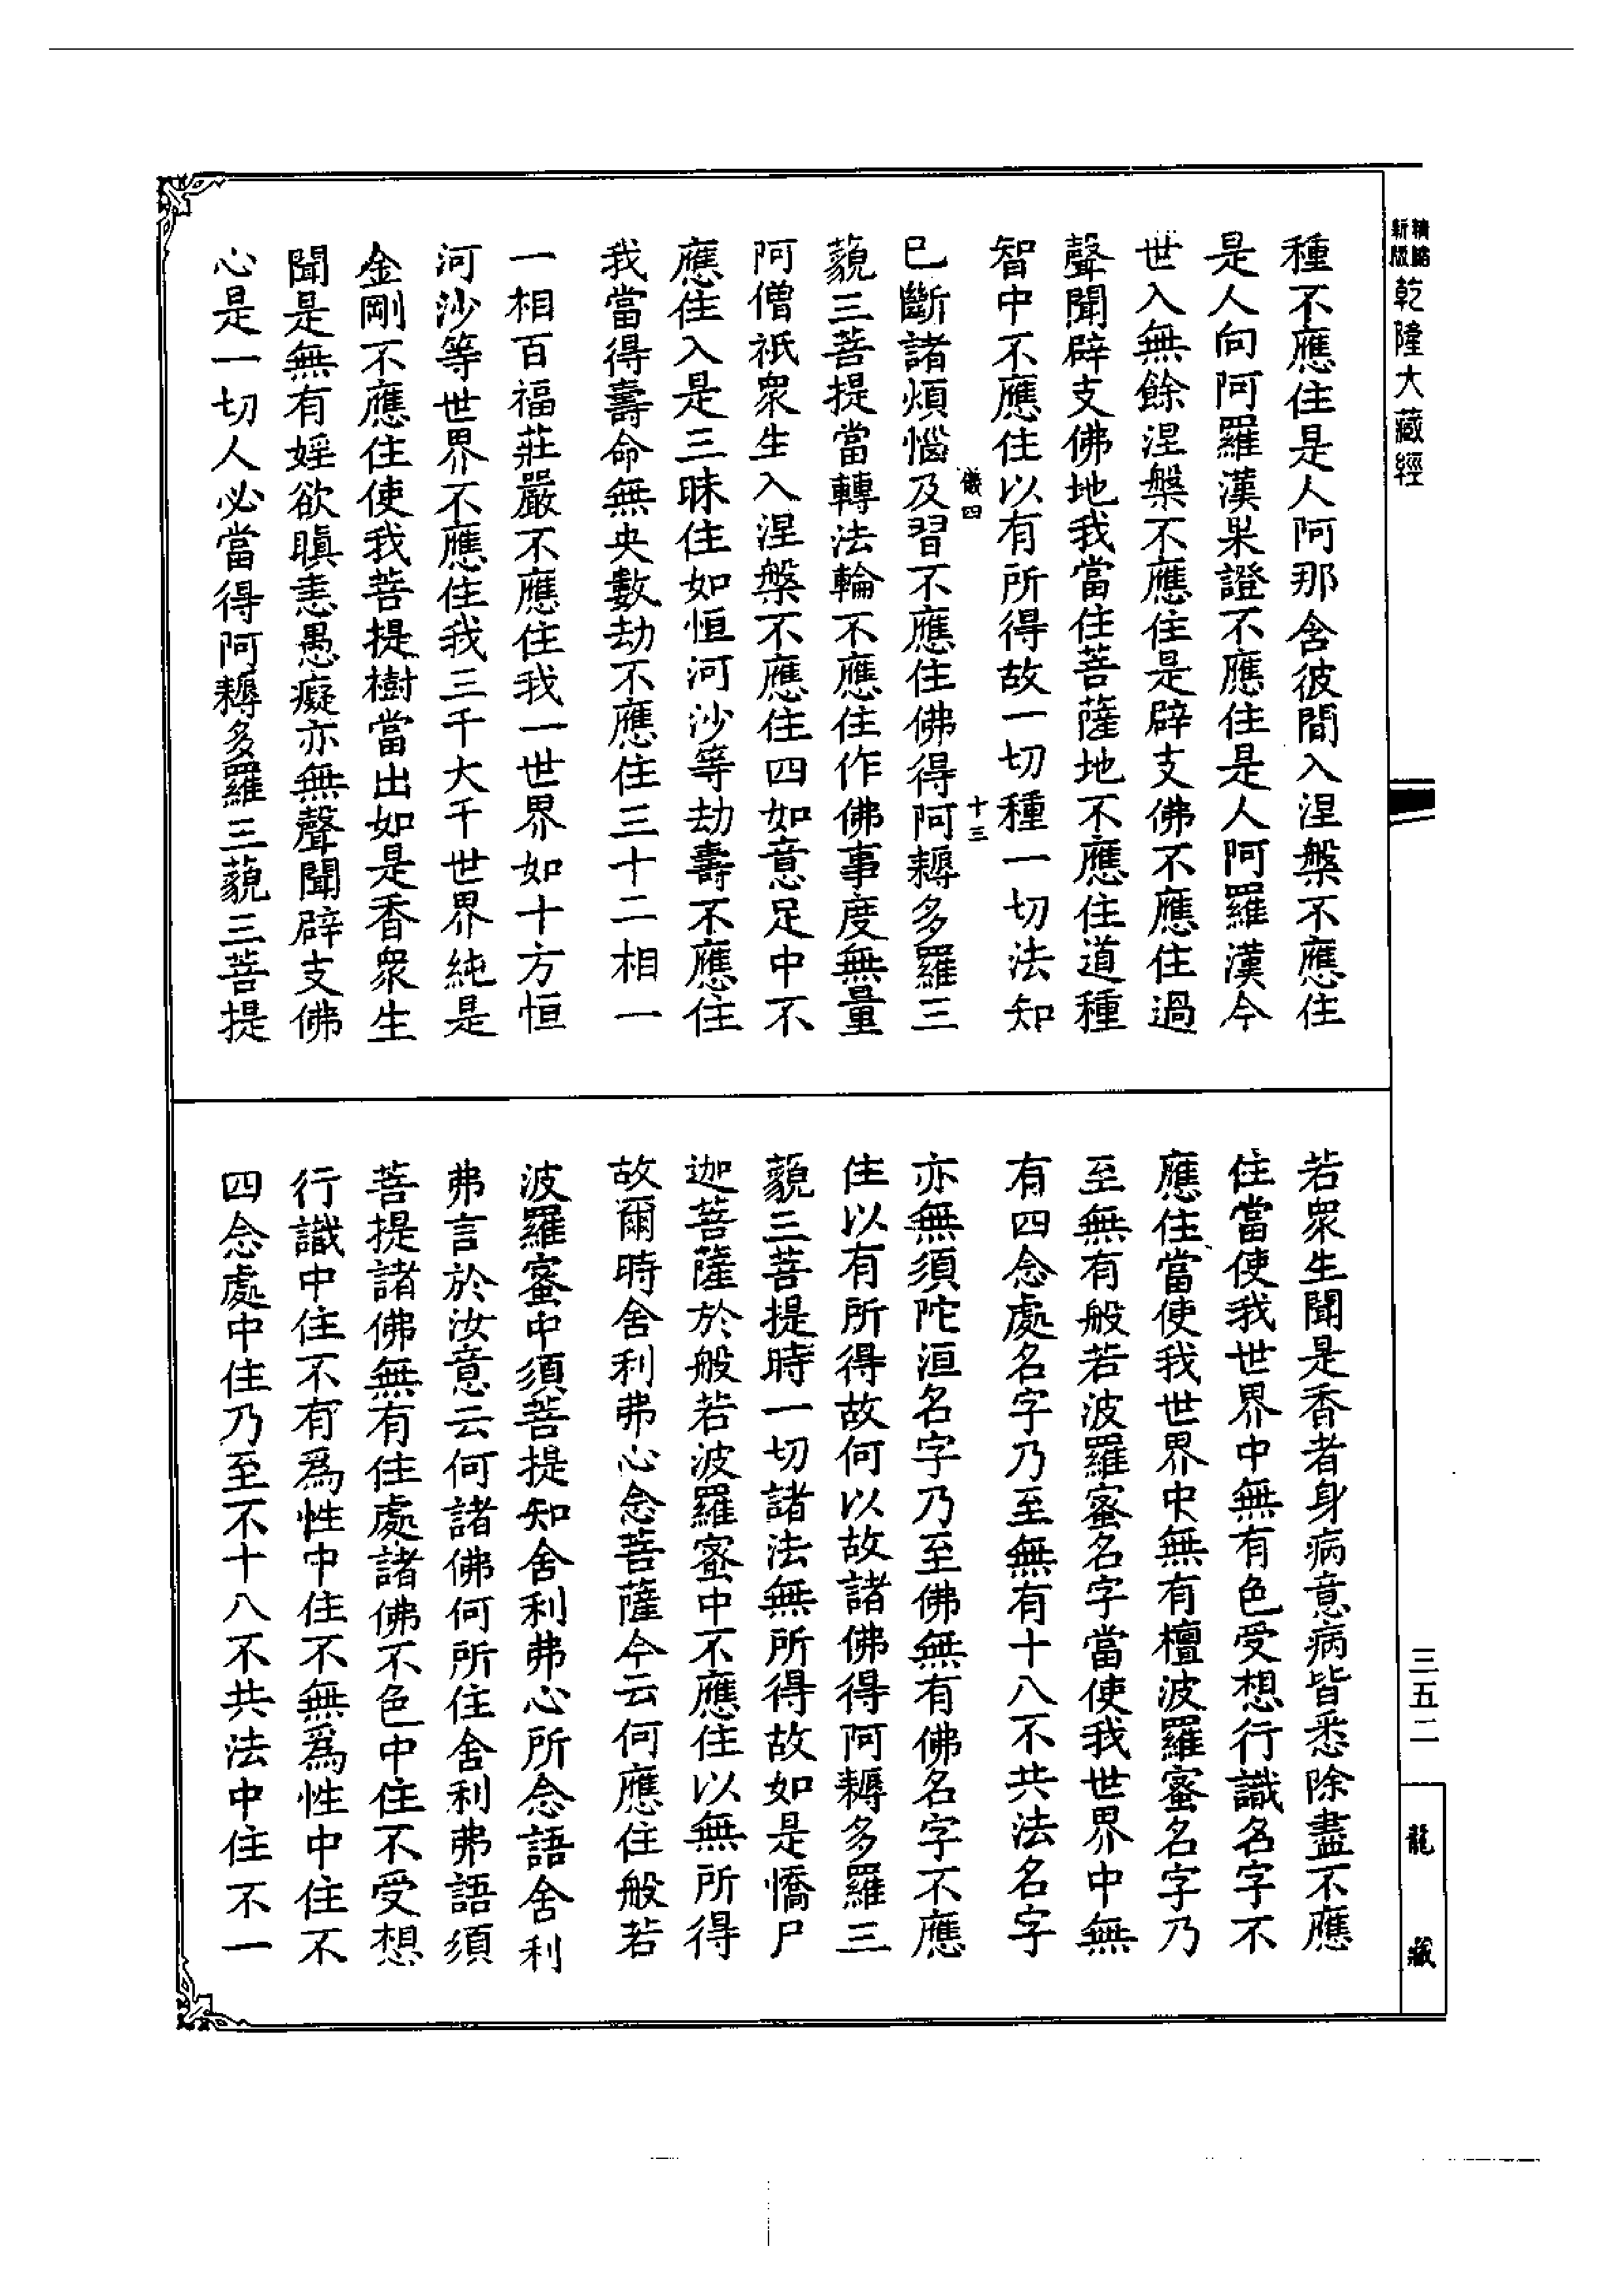 新版
乾隆大藏經
種不應住是人阿那含彼間入涅槃不應住
是人向阿羅漢果證不應住是人阿羅漢今
世入無餘涅槃不應住是辟支佛不應住過
聲聞辟支佛地我當住菩薩地不應住道種
智中不應住以有所得故一切種一切法知
儀四
十三
已斷諸煩惱及習不應住佛得阿耨多羅三
藐三菩提當轉法輪不應住作佛事度無量
阿僧祇衆生入涅槃不應住四如意足中不
應住入是三昧住如恒河沙等劫壽不應住
我當得壽命無央數劫不應住三十二相一
一相百福莊嚴不應住我一世界如十方恒
河沙等世界不應住我三千大千世界純是
金剛不應住使我菩提樹當出如是香衆生
聞是無有婬欲瞋恚愚癡亦無聲聞辟支佛
心是一切人必當得阿耨多羅三藐三菩提
若衆生聞是香者身病意病皆悉除盡不應
住當使我世界中無有色受想行識名字不
應住當使我世界中無有檀波羅蜜名字乃
至無有般若波羅蜜名字當使我世界中無
有四念處名字乃至無有十八不共法名字
亦無須陀洹名字乃至佛無有佛名字不應
住以有所得故何以故諸佛得阿耨多羅三
藐三菩提時一切諸法無所得故如是憍尸
迦菩薩於般若波羅蜜中不應住以無所得
故爾時舍利弗心念菩薩今云何應住般若
波羅蜜中須菩提知舍利弗心所念語舍利
弗言於汝意云何諸佛何所住舍利弗語須
菩提諸佛無有住處諸佛不色中住不受想
行識中住不有爲性中住不無爲性中住不
四念處中住乃至不十八不共法中住不一
三五二
龍藏